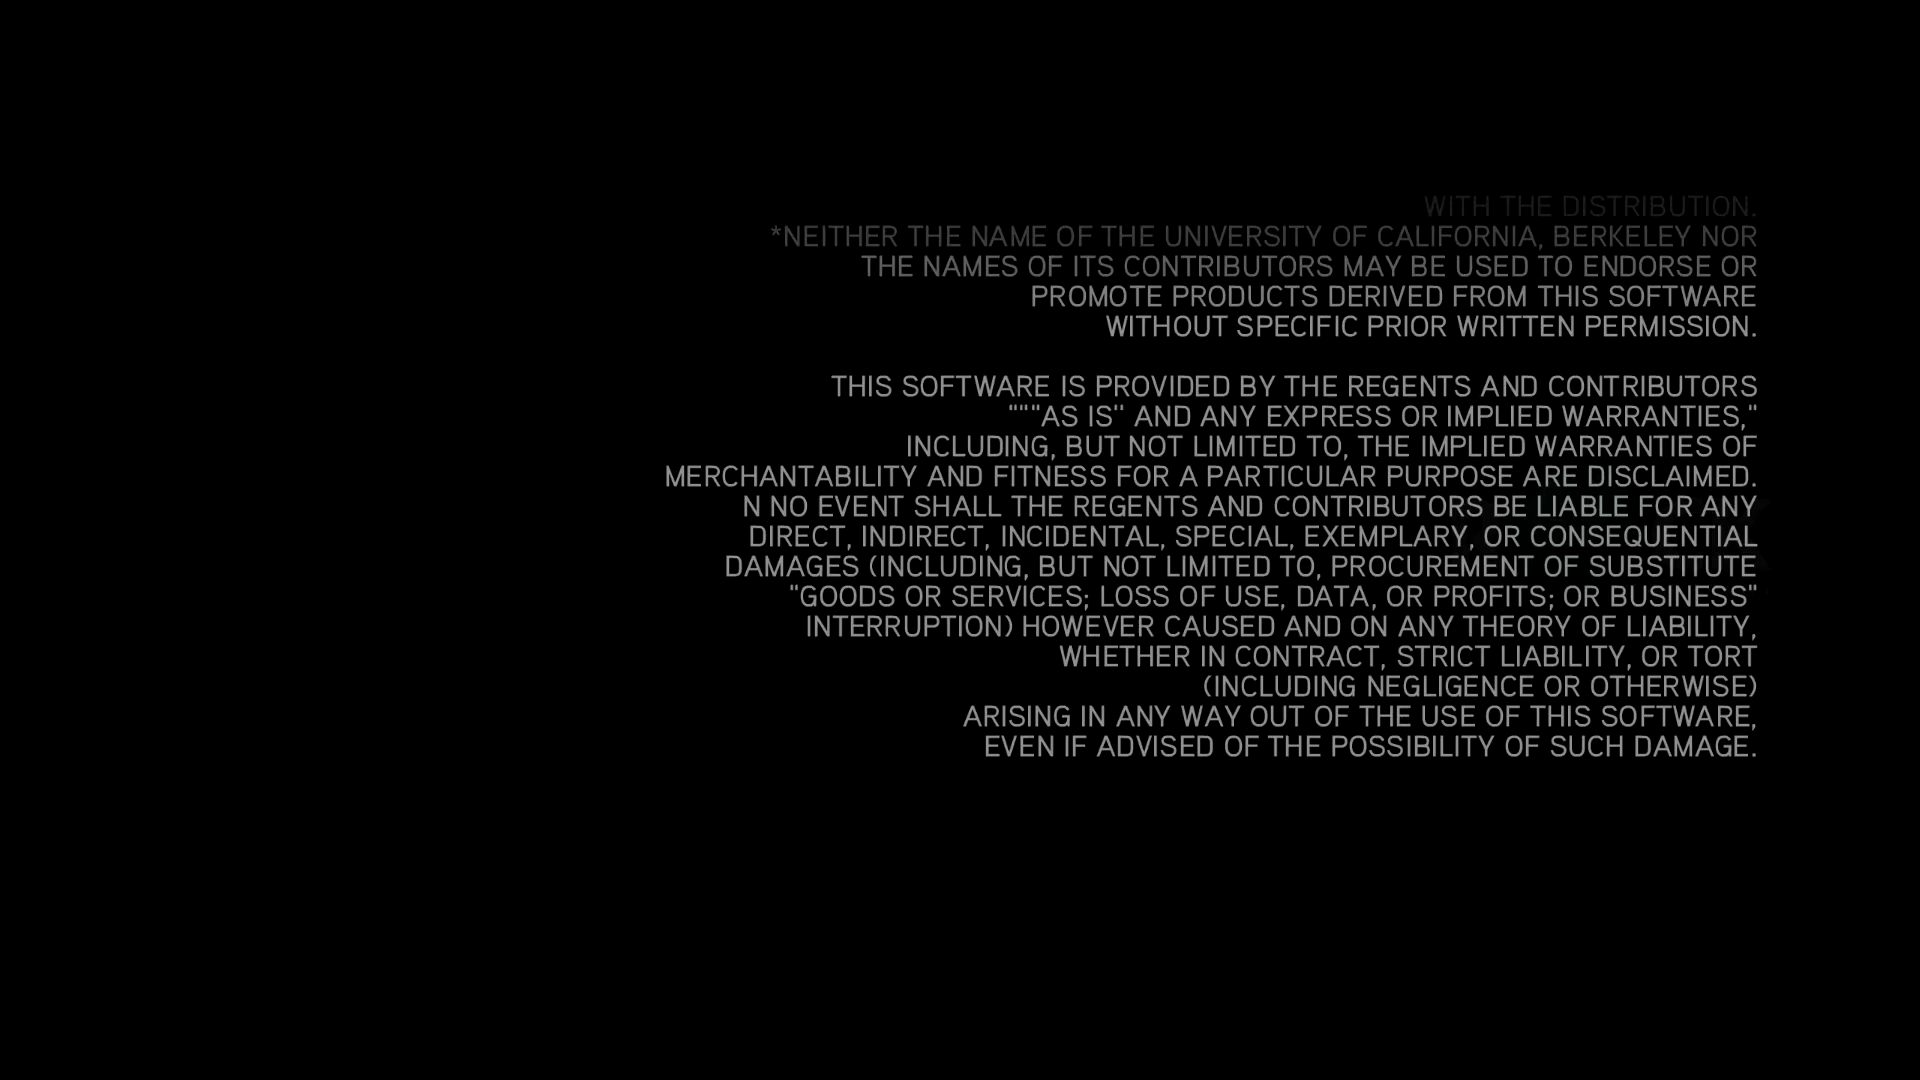 WITH THE DISTRIBUTION.
*NEITHER THE NAME OF THE UNIVERSITY OF CALIFORNIA, BERKELEY NOR
THE NAMES OF ITS CONTRIBUTORS MAY BE USED TO ENDORSE OR
PROMOTE PRODUCTS DERIVED FROM THIS SOFTWARE
WITHOUT SPECIFIC PRIOR WRITTEN PERMISSION.

THIS SOFTWARE IS PROVIDED BY THE REGENTS AND CONTRIBUTORS
"""AS IS'' AND ANY EXPRESS OR IMPLIED WARRANTIES,"
INCLUDING, BUT NOT LIMITED TO, THE IMPLIED WARRANTIES OF
MERCHANTABILITY AND FITNESS FOR A PARTICULAR PURPOSE ARE DISCLAIMED.
N NO EVENT SHALL THE REGENTS AND CONTRIBUTORS BE LIABLE FOR ANY
DIRECT, INDIRECT, INCIDENTAL, SPECIAL, EXEMPLARY, OR CONSEQUENTIAL
DAMAGES (INCLUDING, BUT NOT LIMITED TO, PROCUREMENT OF SUBSTITUTE
"GOODS OR SERVICES; LOSS OF USE, DATA, OR PROFITS; OR BUSINESS"
INTERRUPTION) HOWEVER CAUSED AND ON ANY THEORY OF LIABILITY,
WHETHER IN CONTRACT, STRICT LIABILITY, OR TORT
(INCLUDING NEGLIGENCE OR OTHERWISE)
ARISING IN ANY WAY OUT OF THE USE OF THIS SOFTWARE,
EVEN IF ADVISED OF THE POSSIBILITY OF SUCH DAMAGE.